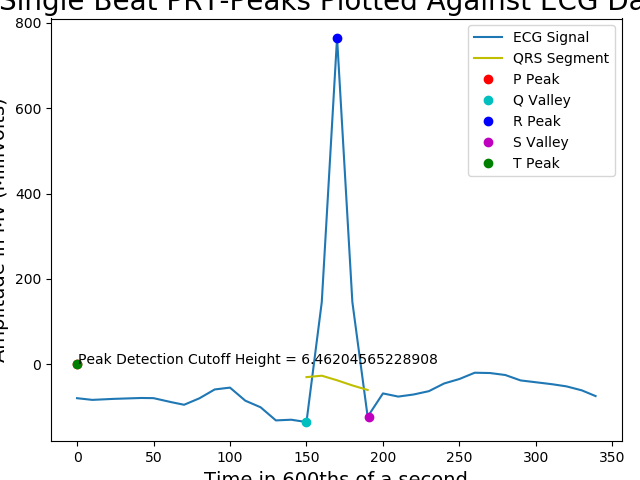 Single Beat PRT-Peaks Plotted Against ECG Da
800
600
400
200
0
Amplitude in MV (Millivolts)
ECG Signal
QRS Segment
P Peak
Q Valley
R Peak
S Valley
T Peak
Peak Detection Cutoff Height = 6.46204565228908
0 50 100 150 200 250 300 350
Time in 600ths of a second